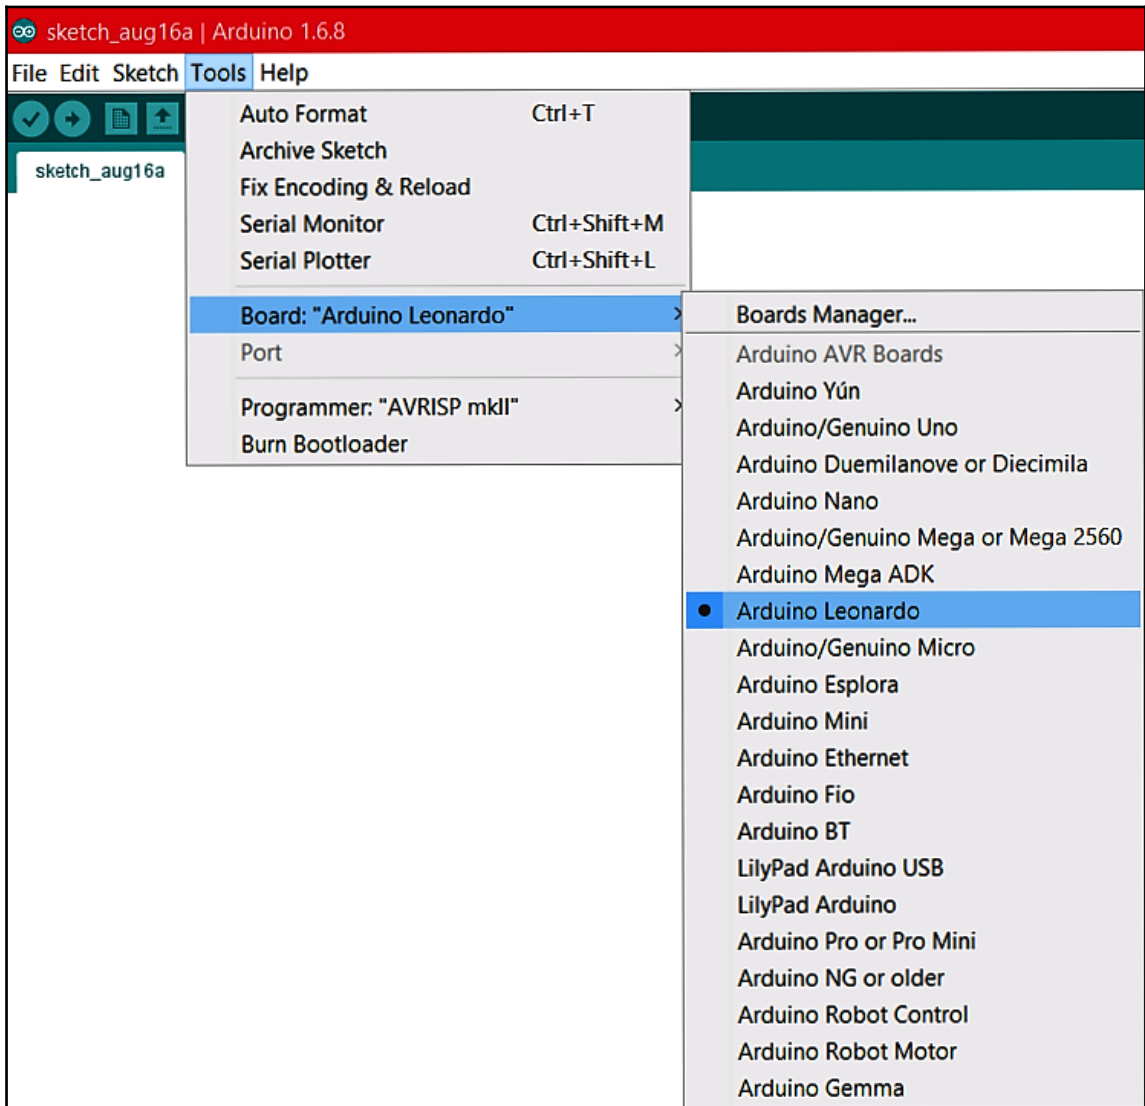 sketch_aug16a | Arduino 1.6.8
File Edit Sketch Tools Help
sketch_aug16a
Auto Format Ctrl+T
Archive Sketch
Fix Encoding & Reload
Serial Monitor Ctrl+Shift+M
Serial Plotter Ctrl+Shift+L
Board: "Arduino Leonardo"
Port
Programmer: "AVRISP mkII"
Burn Bootloader
Boards Manager...
Arduino AVR Boards
Arduino Yún
Arduino/Genuino Uno
Arduino Duemilanove or Diecimila
Arduino Nano
Arduino/Genuino Mega or Mega 2560
Arduino Mega ADK
Arduino Leonardo
Arduino/Genuino Micro
Arduino Esplora
Arduino Mini
Arduino Ethernet
Arduino Fio
Arduino BT
LilyPad Arduino USB
LilyPad Arduino
Arduino Pro or Pro Mini
Arduino NG or older
Arduino Robot Control
Arduino Robot Motor
Arduino Gemma